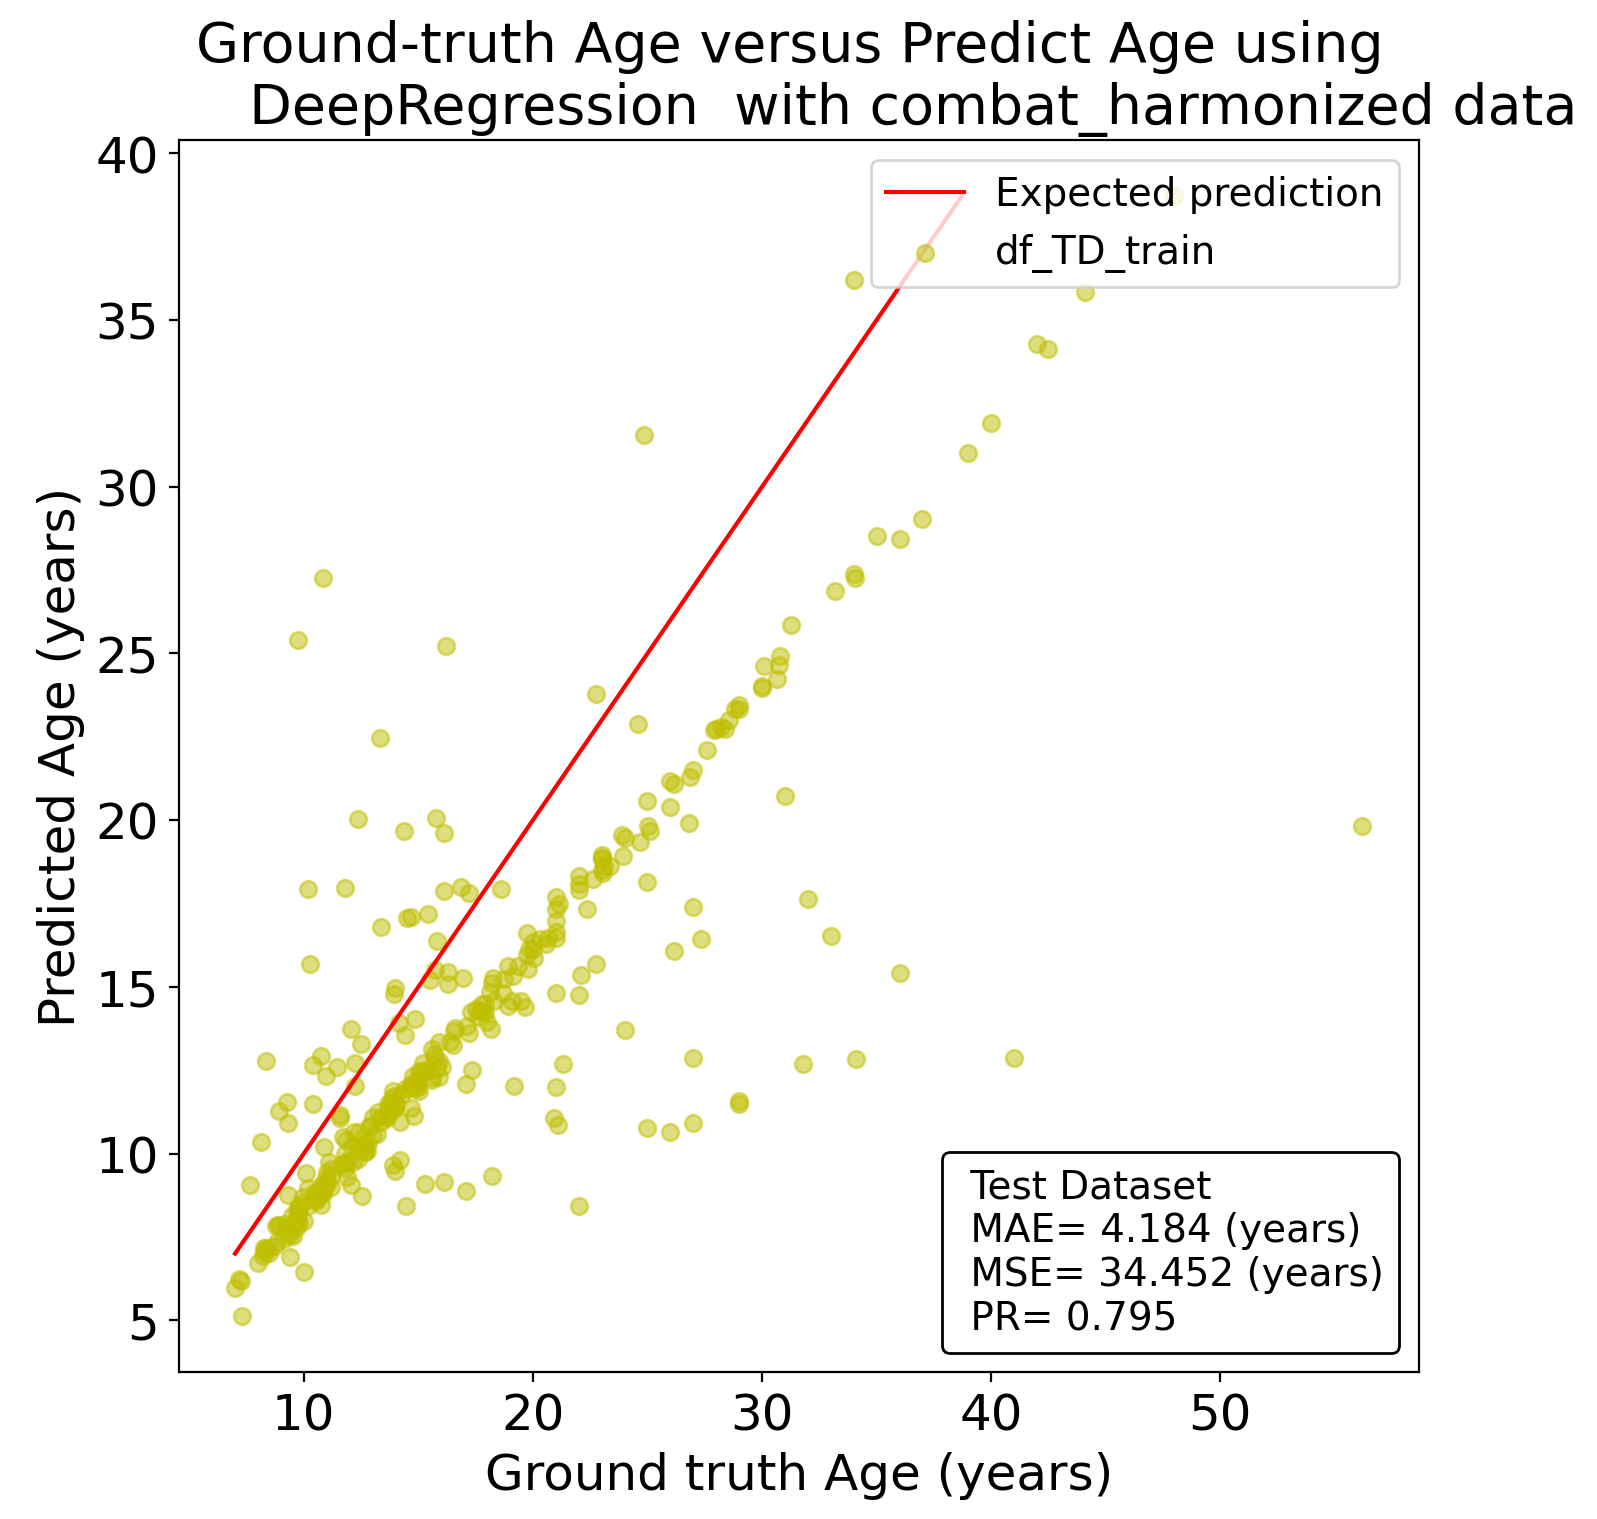 Ground-truth Age versus Predict Age using
DeepRegression with combat_harmonized data
40
35
30
25
20
15
10
5
Predicted Age (years)
Expected prediction
df_TD_train
Test Dataset
MAE= 4.184 (years)
MSE= 34.452 (years)
PR= 0.795
10 20 30 40 50
Ground truth Age (years)